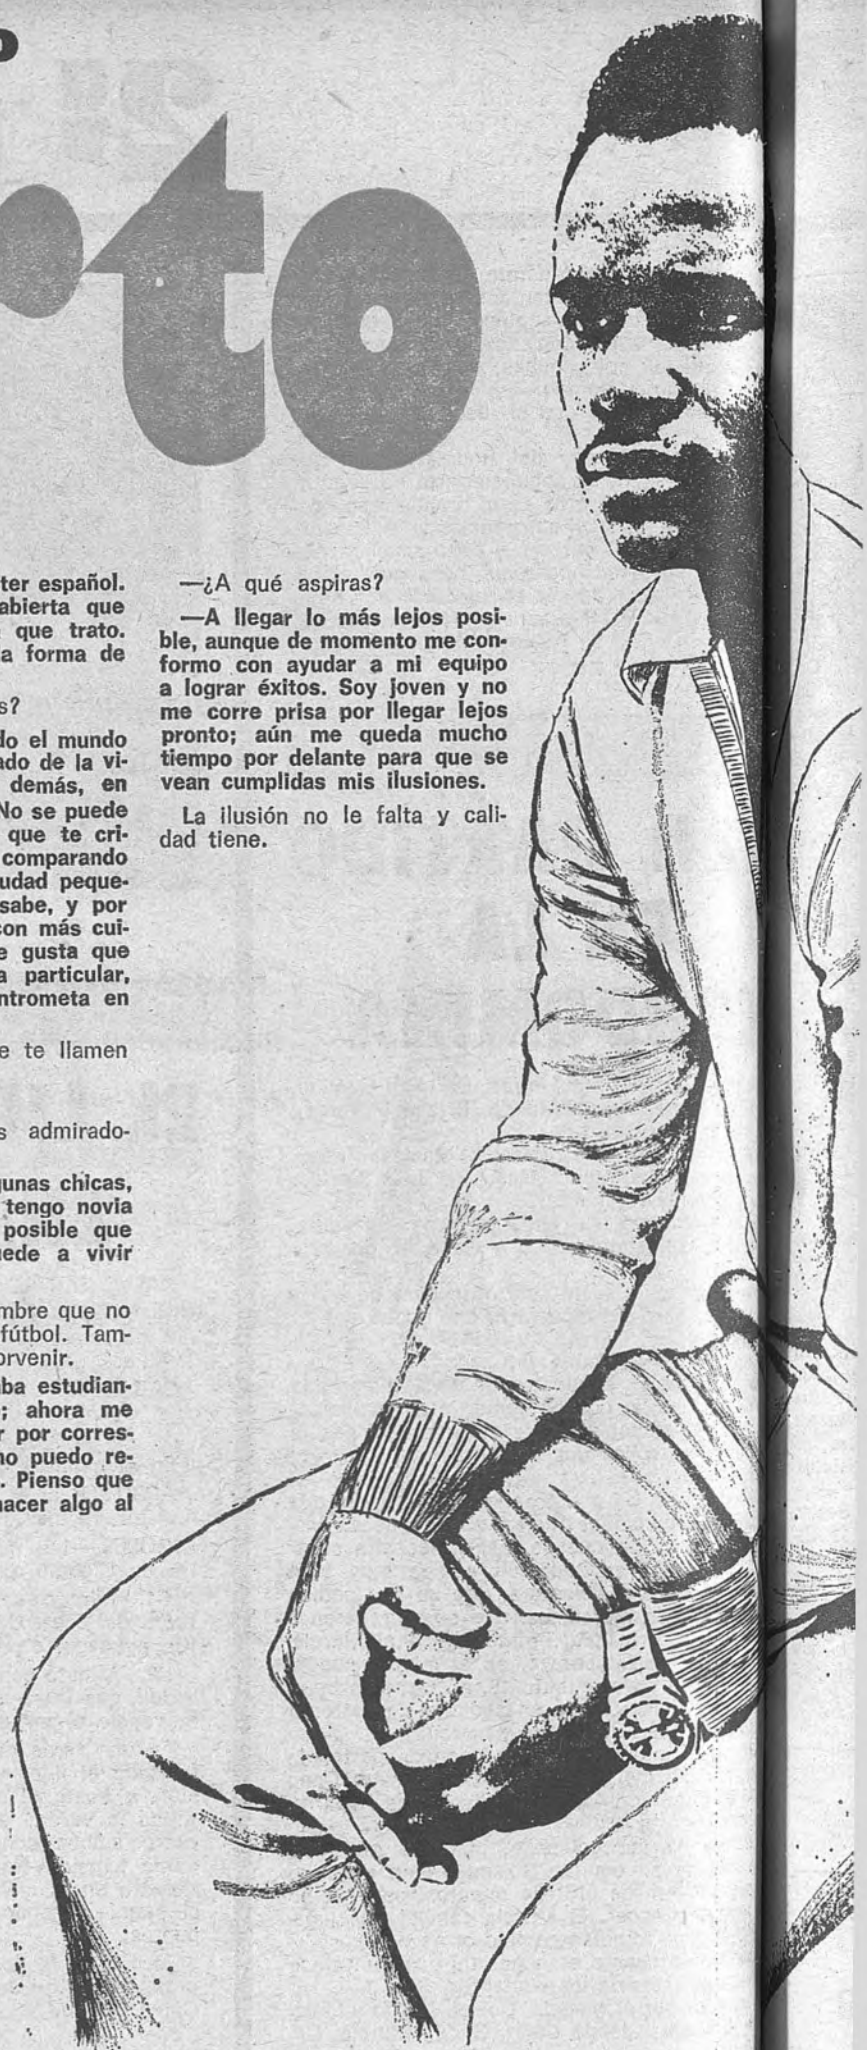 rto
ter español.
abierta que
que trato.
a forma de
s?
do el mundo
ado de la vi-
demás, en
No se puede
que te cri-
comparando
udad peque-
sabe, y por
con más cui-
e gusta que
a particular,
ntrometa en
e te llamen
s admirado-
gunas chicas,
tengo novia
posible que
uede a vivir
mbre que no
fútbol. Tam-
orvenir.
aba estudian-
; ahora me
r por corres-
no puedo re-
. Pienso que
hacer algo al
—¿A qué aspiras?
—A llegar lo más lejos posi-
ble, aunque de momento me con-
formo con ayudar a mi equipo
a lograr éxitos. Soy joven y no
me corre prisa por llegar lejos
pronto; aún me queda mucho
tiempo por delante para que se
vean cumplidas mis ilusiones.
La ilusión no le falta y cali-
dad tiene.